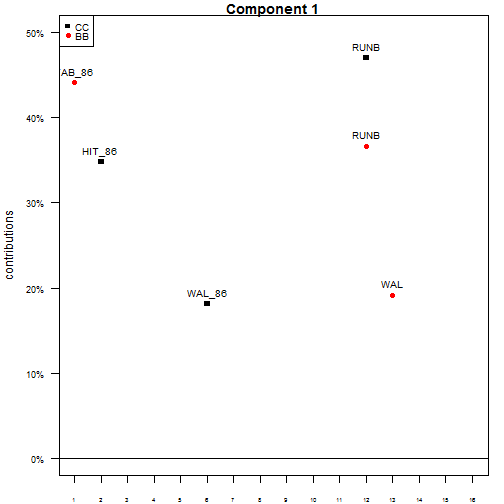 Component 1
CC
BB
50%
40%
30%
20%
10%
0%
contributions
AB_86
HIT_86
WAL_86
RUNB
RUNB
WAL
1 2 3 4 5 6 7 8 9 10 11 12 13 14 15 16